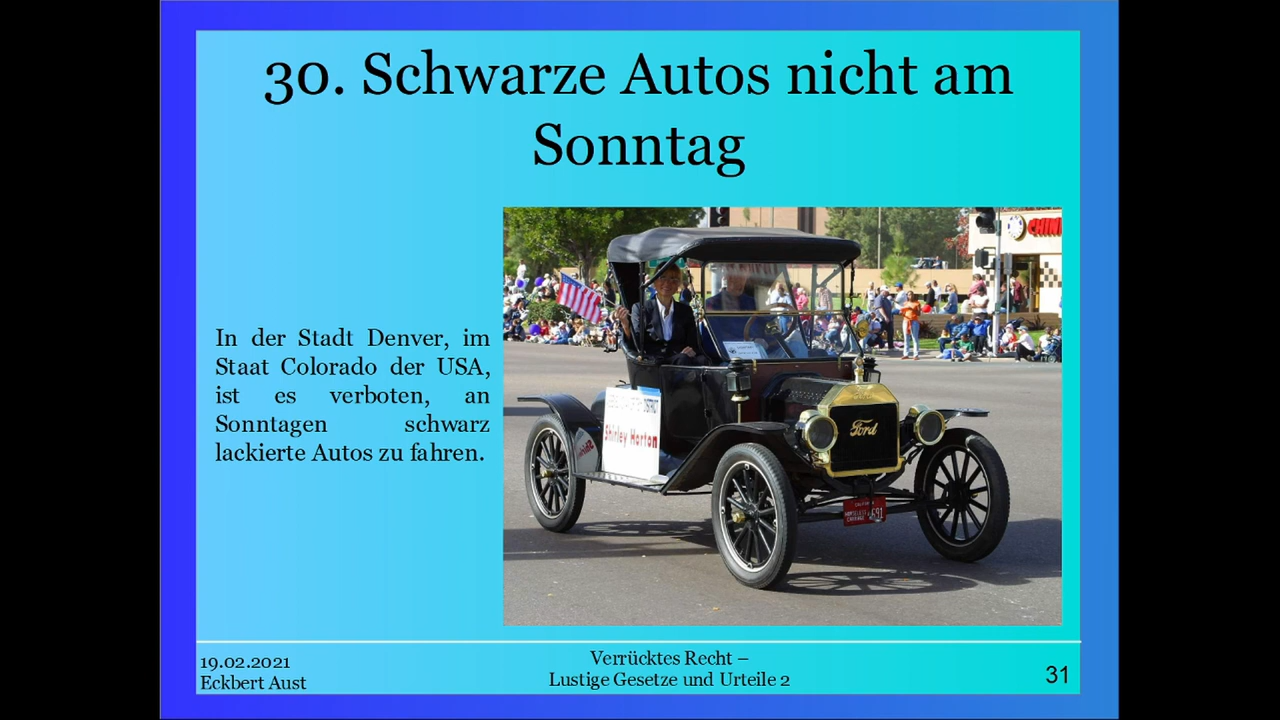 30. Schwarze Autos nicht am
Sonntag
In der Stadt Denver, im
Staat Colorado der USA,
ist es verboten, an
Sonntagen schwarz
lackierte Autos zu fahren.
CHIN
Shirley Horton
Ford
691
19.02.2021
Eckbert Aust
Verrücktes Recht –
Lustige Gesetze und Urteile 2
31